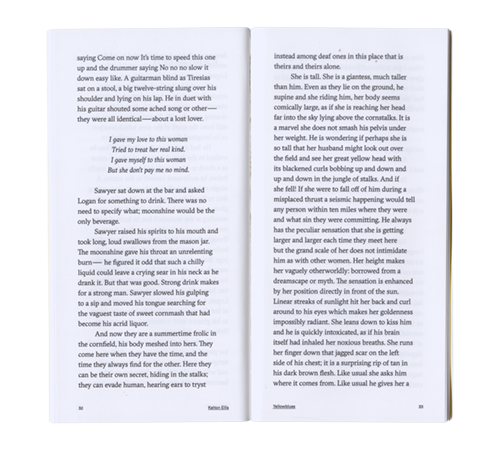 saying Come on now It's time to speed this one
up and the drummer saying No no no slow it
down easy like. A guitarman blind as Tiresias
sat on a stool, a big twelve-string slung over his
shoulder and lying on his lap. He in duet with
his guitar shouted some ached song or other—
they were all identical—about a lost lover.
I gave my love to this woman
Tried to treat her real kind.
I gave myself to this woman
But she don't pay me no mind.
Sawyer sat down at the bar and asked
Logan for something to drink. There was no
need to specify what; moonshine would be the
only beverage.
Sawyer raised his spirits to his mouth and
took long, loud swallows from the mason jar.
The moonshine gave his throat an unrelenting
burn— he figured it odd that such a chilly
liquid could leave a crying sear in his neck as he
drank it. But that was good. Strong drink makes
for a strong man. Sawyer slowed his gulping
to a sip and moved his tongue searching for
the vaguest taste of sweet cornmash that had
become his acrid liquor.
And now they are a summertime frolic in
the cornfield, his body meshed into hers. They
come here when they have the time, and the
time they always find for the other. Here they
can be their own secret, hiding in the stalks;
they can evade human, hearing ears to tryst
Kelton Ellis
instead among deaf ones in this place that is
theirs and theirs alone.
She is tall. She is a giantess, much taller
than him. Even as they lie on the ground, he
supine and she riding him, her body seems
comically large, as if she is reaching her head
far into the sky lying above the cornstalks. It is
a marvel she does not smash his pelvis under
her weight. He is wondering if perhaps she is
so tall that her husband might look out over
the field and see her great yellow head with
its blackened curls bobbing up and down and
up and down in the jungle of stalks. And if
she fell! If she were to fall off of him during a
misplaced thrust a seismic happening would tell
any person within ten miles where they were
and what sin they were committing. He always
has the peculiar sensation that she is getting
larger and larger each time they meet here
but the grand scale of her does not intimidate
him as with other women. Her height makes
her vaguely otherworldly: borrowed from a
dreamscape or myth. The sensation is enhanced
by her position directly in front of the sun.
Linear streaks of sunlight hit her back and curl
around to his eyes which makes her goldenness
impossibly radiant. She leans down to kiss him
and he is quickly intoxicated, as if his brain
itself had inhaled her noxious breaths. She runs
her finger down that jagged scar on the left
side of his chest; it is a surprising rip of tan in
his dark brown flesh. Like usual she asks him
where it comes from. Like usual he gives her a
Yellowblues